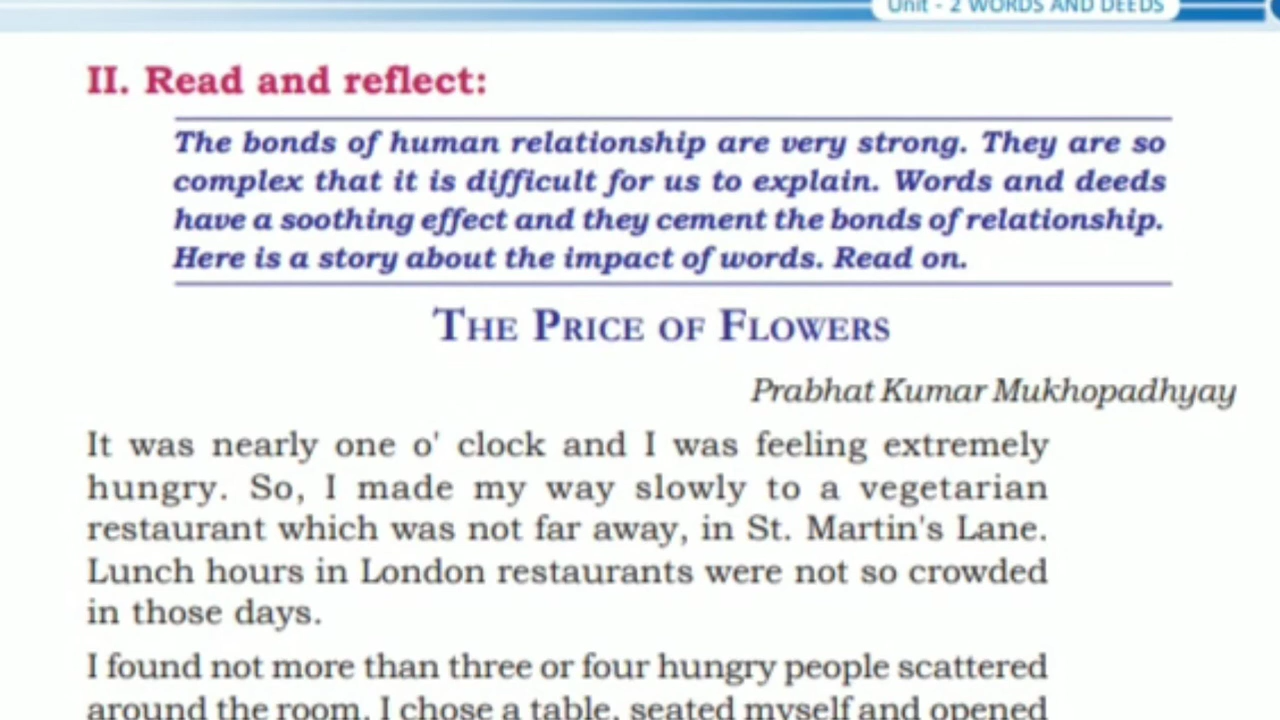 Unit - 2 WORDS AND DEEDS
II. Read and reflect:
The bonds of human relationship are very strong. They are so
complex that it is difficult for us to explain. Words and deeds
have a soothing effect and they cement the bonds of relationship.
Here is a story about the impact of words. Read on.
THE PRICE OF FLOWERS
Prabhat Kumar Mukhopadhyay
It was nearly one o' clock and I was feeling extremely
hungry. So, I made my way slowly to a vegetarian
restaurant which was not far away, in St. Martin's Lane.
Lunch hours in London restaurants were not so crowded
in those days.
I found not more than three or four hungry people scattered
around the room. I chose a table, seated myself and opened